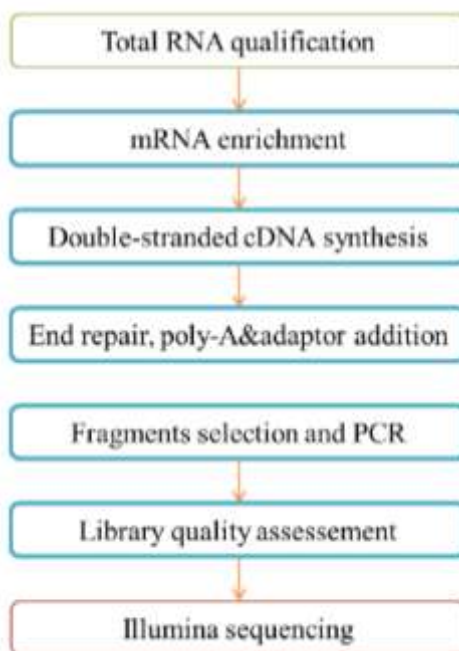 Total RNA qualification
mRNA enrichment
Double-stranded cDNA synthesis
End repair, poly-A&adaptor addition
Fragments selection and PCR
Library quality assessement
Illumina sequencing